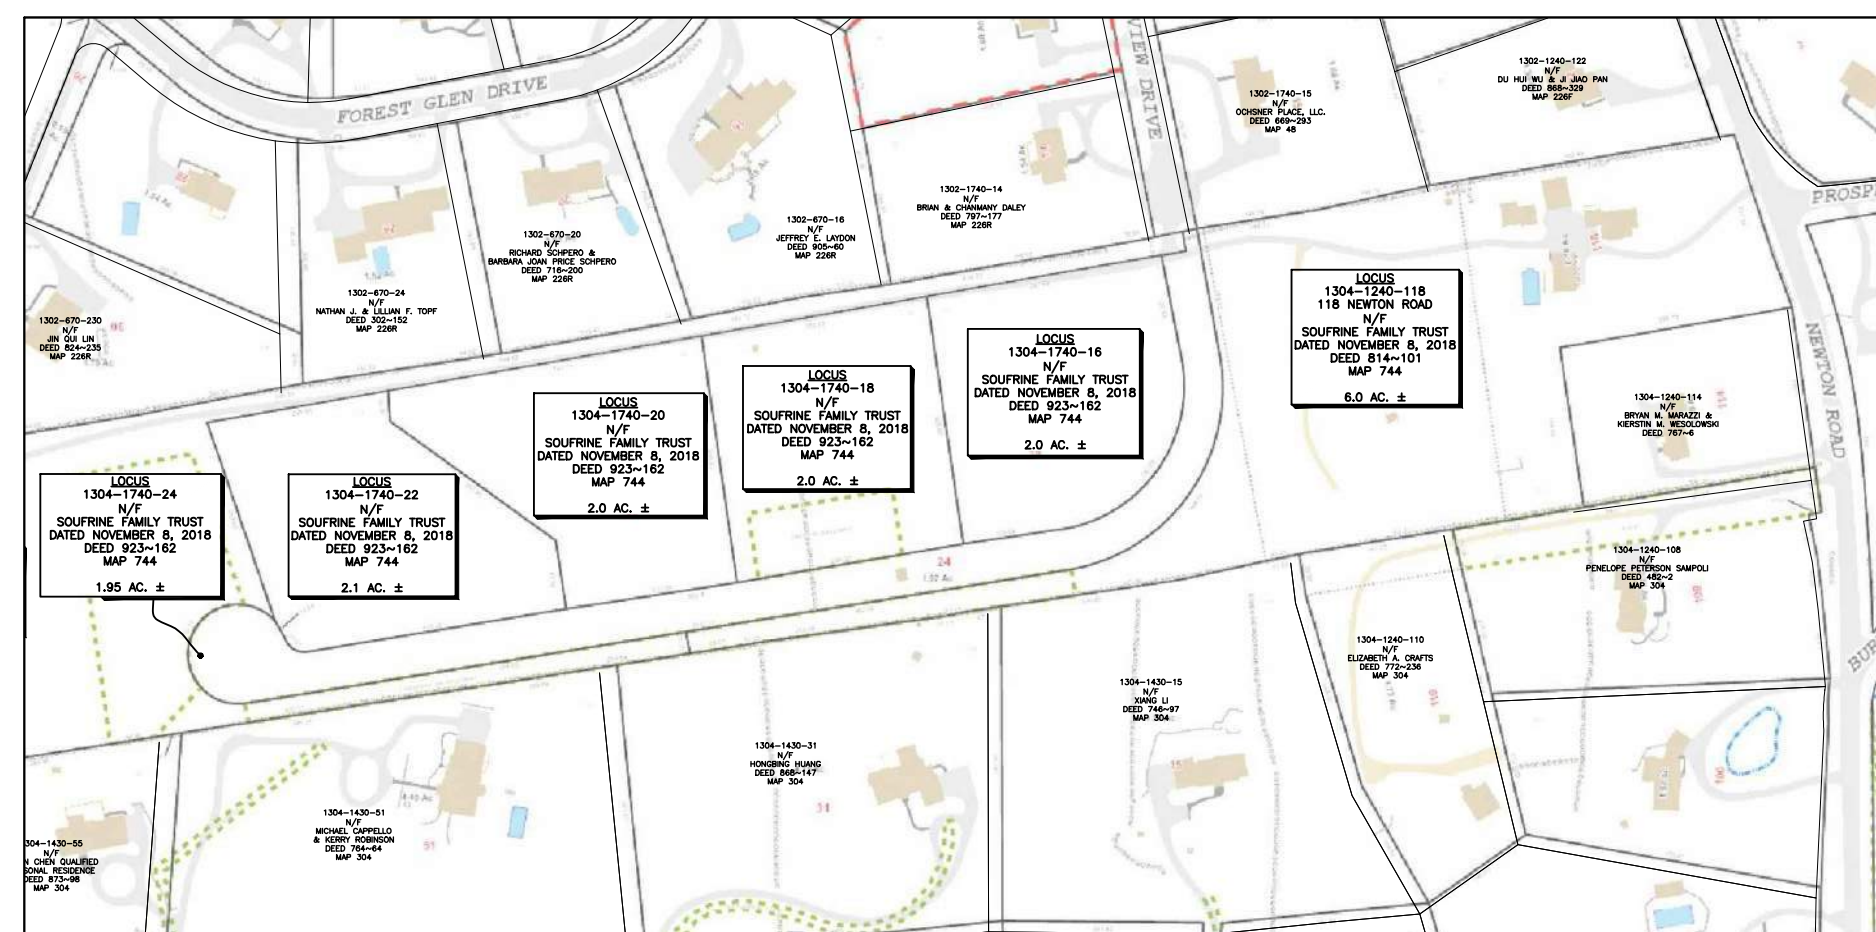 FOREST GLEN DRIVE
VIEW DRIVE
NEWTON ROAD
1302-1240-122
N/F
DU HUI WU & JI JIAO PAN
DEED 868~329
MAP 226F
1302-1740-15
N/F
OCHSNER PLACE, LLC.
DEED 669~293
MAP 48
1302-1740-14
N/F
BRIAN & CHANMANY DALEY
DEED 797~177
MAP 226R
1302-670-16
N/F
JEFFREY E. LAYDON
DEED 905~60
MAP 226R
1302-670-20
N/F
RICHARD SCHPERO &
BARBARA JOAN PRICE SCHPERO
DEED 716~200
MAP 226R
1302-670-24
N/F
NATHAN J. & LILLIAN F. TOPF
DEED 302~152
MAP 226R
1302-670-230
N/F
JIN QUI LIN
DEED 824~235
MAP 226R
LOCUS
1304-1240-118
118 NEWTON ROAD
N/F
SOUFRINE FAMILY TRUST
DATED NOVEMBER 8, 2018
DEED 814~101
MAP 744
6.0 AC. ±
LOCUS
1304-1740-16
N/F
SOUFRINE FAMILY TRUST
DATED NOVEMBER 8, 2018
DEED 923~162
MAP 744
2.0 AC. ±
LOCUS
1304-1740-18
N/F
SOUFRINE FAMILY TRUST
DATED NOVEMBER 8, 2018
DEED 923~162
MAP 744
2.0 AC. ±
LOCUS
1304-1740-20
N/F
SOUFRINE FAMILY TRUST
DATED NOVEMBER 8, 2018
DEED 923~162
MAP 744
2.0 AC. ±
LOCUS
1304-1740-22
N/F
SOUFRINE FAMILY TRUST
DATED NOVEMBER 8, 2018
DEED 923~162
MAP 744
2.1 AC. ±
LOCUS
1304-1740-24
N/F
SOUFRINE FAMILY TRUST
DATED NOVEMBER 8, 2018
DEED 923~162
MAP 744
1.95 AC. ±
1304-1240-114
N/F
BRYAN M. MARAZZI &
KIERSTIN M. WESOLOWSKI
DEED 767~6
24
1304-1240-108
N/F
PENELOPE PETERSON SAMPOLI
DEED 482~2
MAP 304
1304-1240-110
N/F
ELIZABETH A. CRAFTS
DEED 772~236
MAP 304
1304-1430-15
N/F
XIANG LI
DEED 746~97
MAP 304
1304-1430-31
N/F
HONGBING HUANG
DEED 868~147
MAP 304
31
1304-1430-51
N/F
MICHAEL CAPPELLO
& KERRY ROBINSON
DEED 764~64
MAP 304
51
304-1430-55
N/F
N CHEN QUALIFIED
SONAL RESIDENCE
DEED 873~98
MAP 304
PROSP
BUR